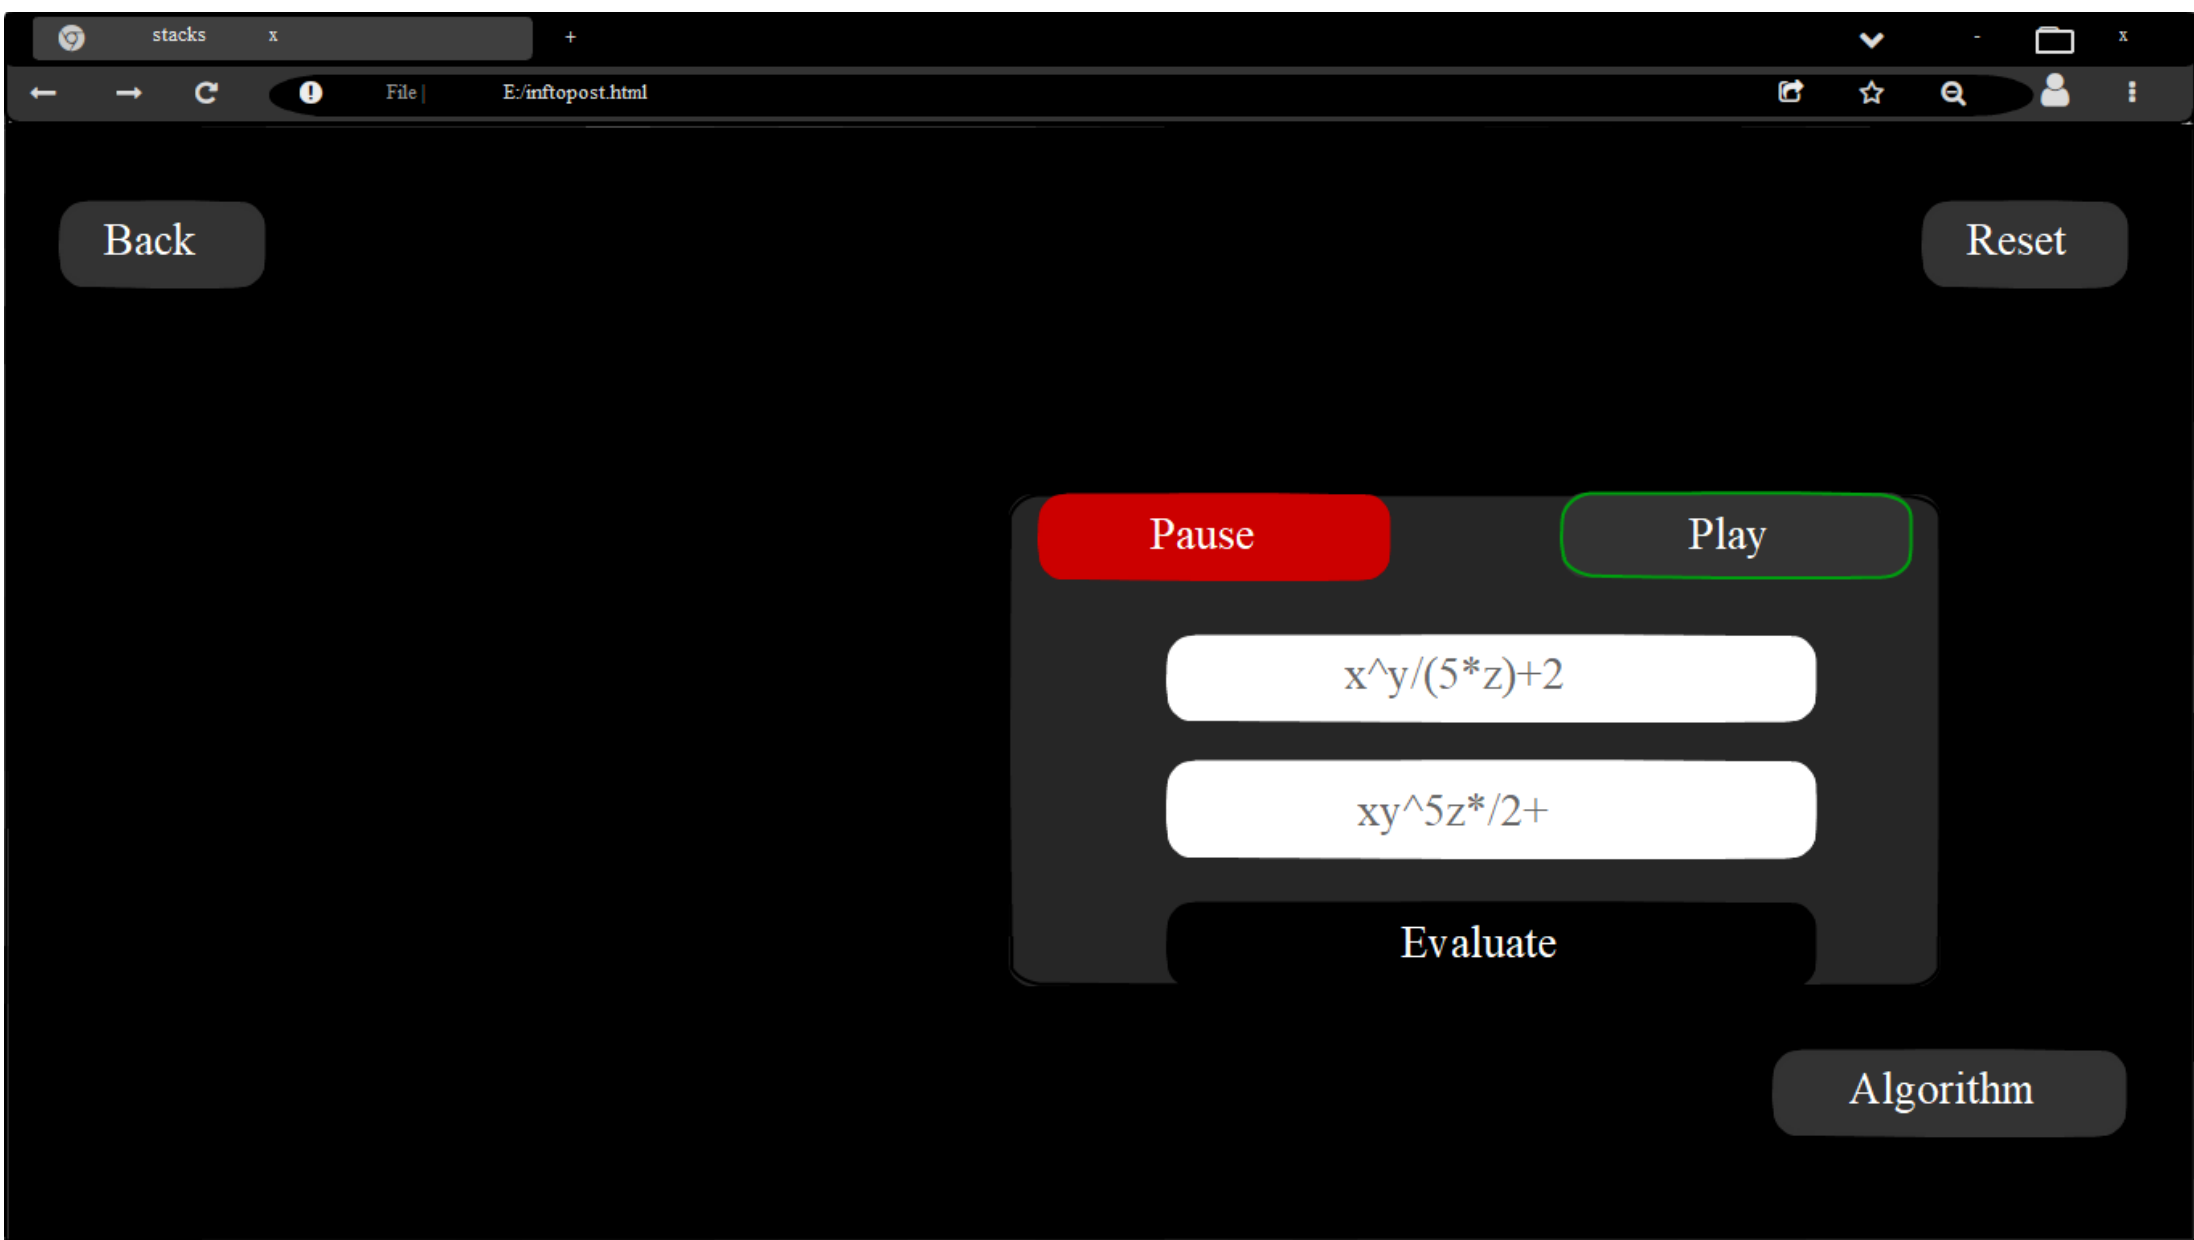 stacks x +
- x
File | E:/inftopost.html
Back
Reset
Pause Play
x^y/(5*z)+2
xy^5z*/2+
Evaluate
Algorithm